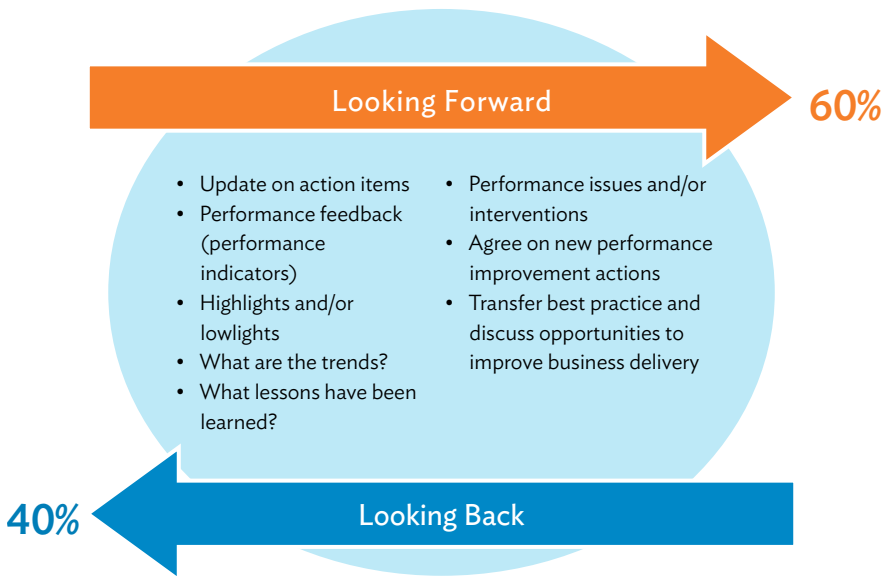 Looking Forward
60%
• Update on action items
• Performance feedback
(performance
indicators)
• Highlights and/or
lowlights
• What are the trends?
• What lessons have been
learned?
• Performance issues and/or
interventions
• Agree on new performance
improvement actions
• Transfer best practice and
discuss opportunities to
improve business delivery
40%
Looking Back